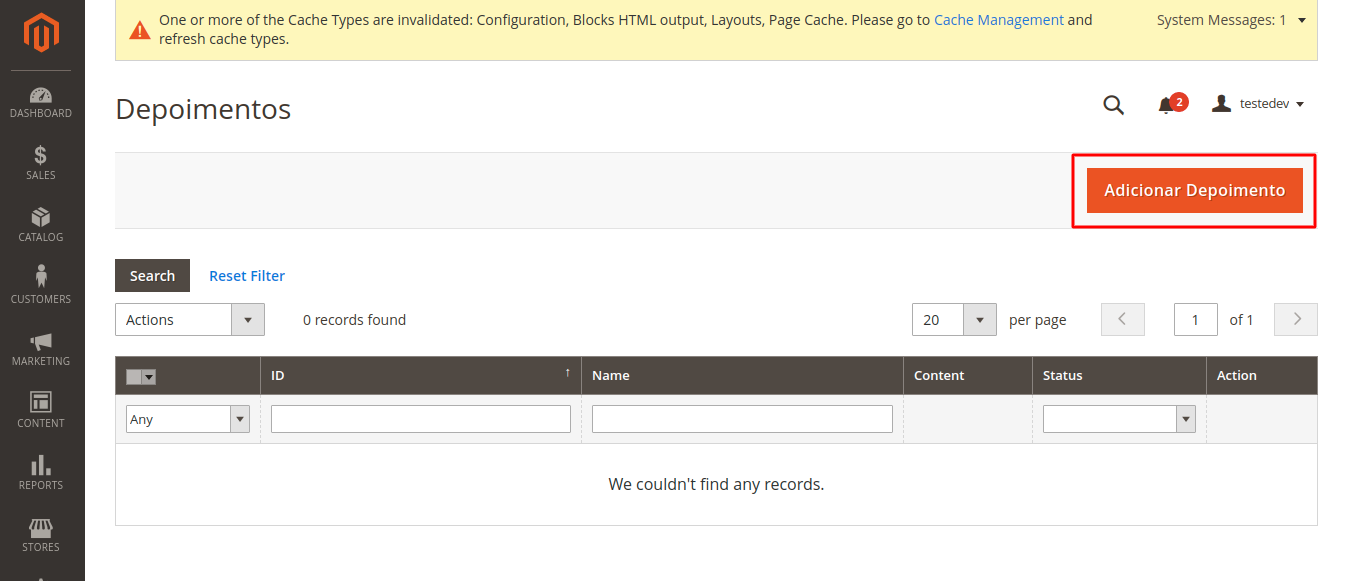 One or more of the Cache Types are invalidated: Configuration, Blocks HTML output, Layouts, Page Cache. Please go to Cache Management and
refresh cache types.
System Messages: 1
DASHBOARD
SALES
CATALOG
CUSTOMERS
MARKETING
CONTENT
REPORTS
STORES
Depoimentos
2
testedev
Adicionar Depoimento
Search
Reset Filter
Actions
0 records found
20
per page
1
of 1
ID
↑
Name
Content
Status
Action
Any
We couldn't find any records.